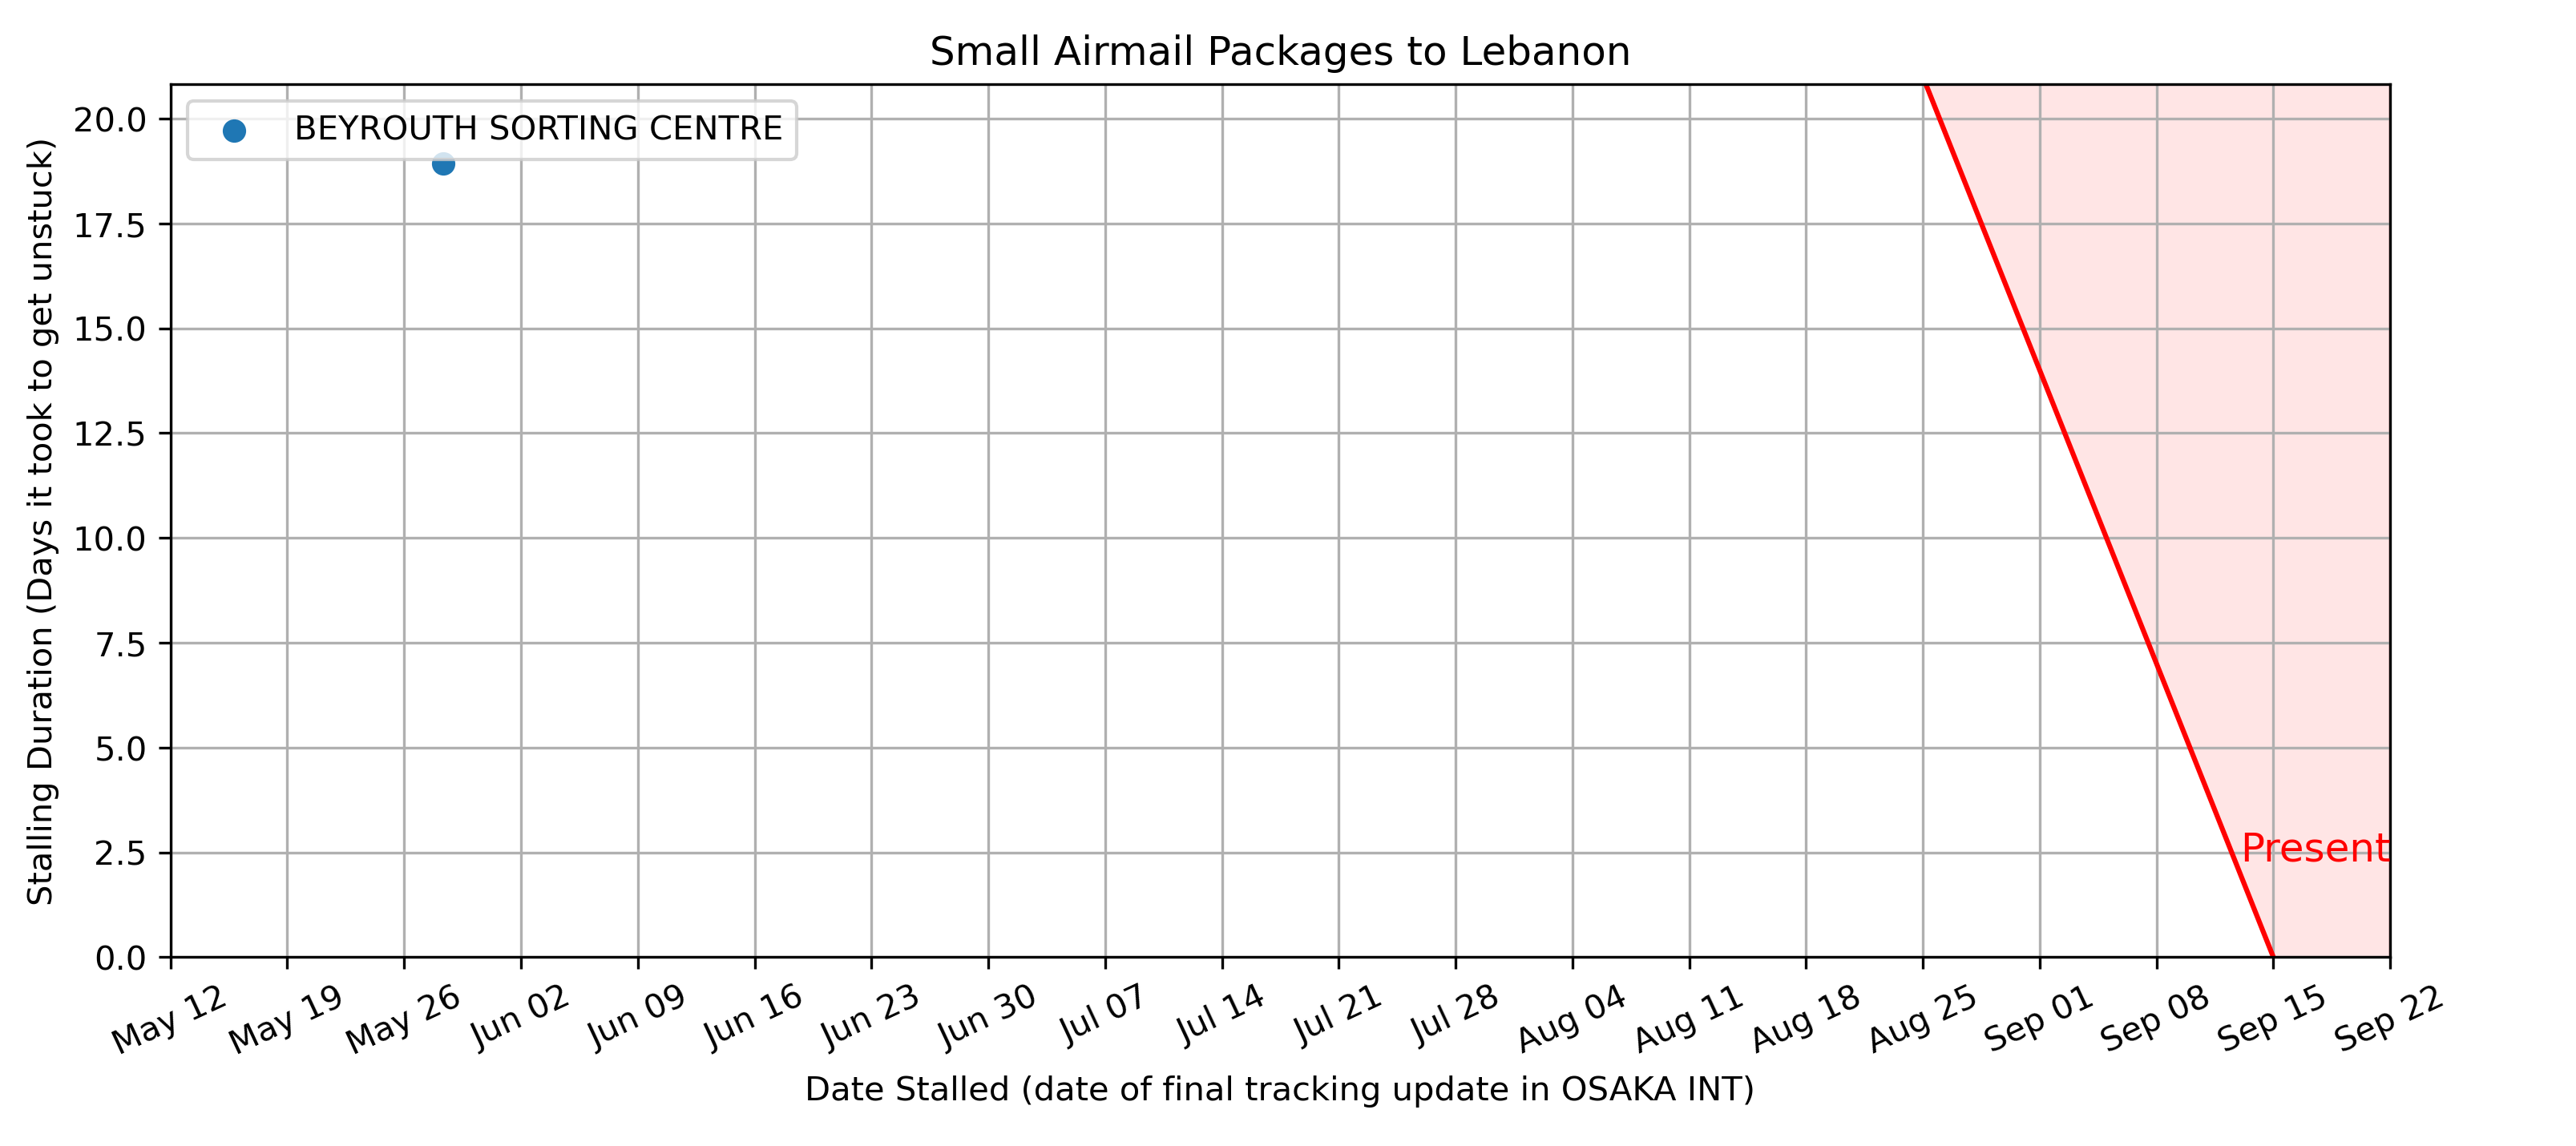 Small Airmail Packages to Lebanon
BEYROUTH SORTING CENTRE
Stalling Duration (Days it took to get unstuck)
20.0
17.5
15.0
12.5
10.0
7.5
5.0
2.5
0.0
Present
May 12
May 19
May 26
Jun 02
Jun 09
Jun 16
Jun 23
Jun 30
Jul 07
Jul 14
Jul 21
Jul 28
Aug 04
Aug 11
Aug 18
Aug 25
Sep 01
Sep 08
Sep 15
Sep 22
Date Stalled (date of final tracking update in OSAKA INT)